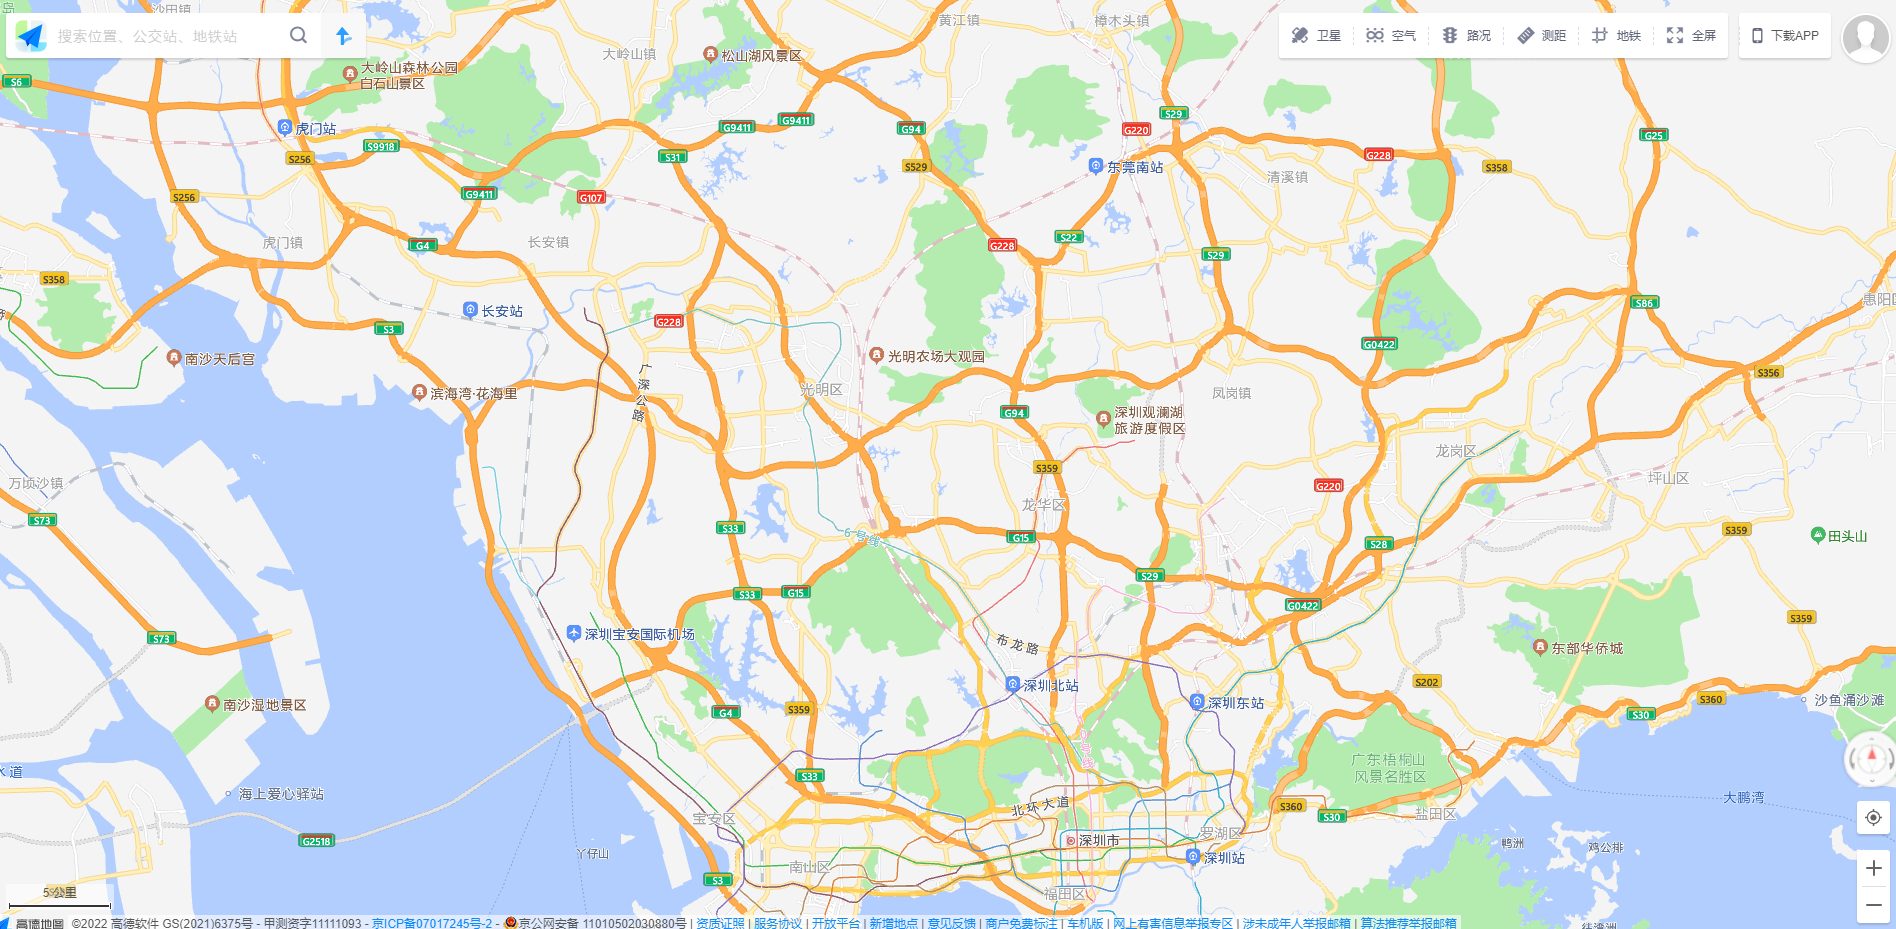 沙田镇
黄江镇
樟木头镇
搜索位置、公交站、地铁站
卫星
空气
路况
测距
地铁
全屏
下载APP
大岭山镇
松山湖风景区
大岭山森林公园
白石山景区
S6
虎门站
S9918
S256
G9411
G9411
S31
G94
S529
G220
S29
G228
G25
S358
东莞南站
清溪镇
G107
S256
G9411
虎门镇
G4
长安镇
G228
S22
S29
S358
长安站
G228
S3
S86
惠阳区
G0422
南沙天后宫
光明农场大观园
广深公路
光明区
滨海湾·花海里
凤岗镇
S356
G94
深圳观澜湖
旅游度假区
S359
龙岗区
坪山区
万顷沙镇
龙华区
G220
S73
S33
6号线
G15
S28
S359
田头山
S29
S33
G15
G0422
S359
S73
深圳宝安国际机场
布龙路
东部华侨城
深圳北站
S202
南沙湿地景区
G4
S359
深圳东站
S30
S360
沙鱼涌沙滩
广东梧桐山
风景名胜区
水道
S33
海上爱心驿站
北环大道
S360
S30
盐田区
大鹏湾
宝安区
罗湖区
G2518
深圳市
丫仔山
深圳站
鸭洲
鸡公排
南山区
S3
福田区
5公里
高德地图 ©2022 高德软件 GS(2021)6375号 - 甲测资字11111093 - 京ICP备07017245号-2 - 京公网安备 11010502030880号 | 资质证照 | 服务协议 | 开放平台 | 新增地点 | 意见反馈 | 商户免费标注 | 车机版 | 网上有害信息举报专区 | 涉未成年人举报邮箱 | 算法推荐举报邮箱